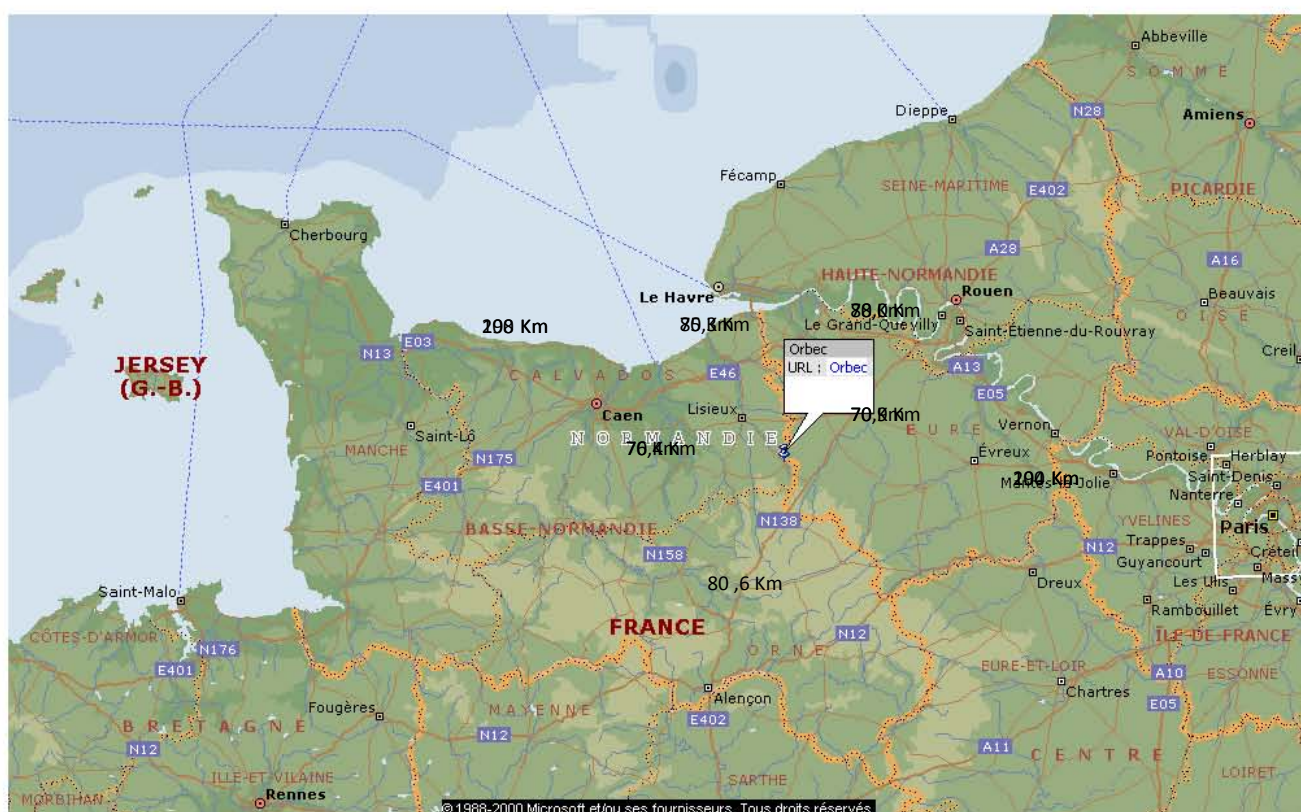 Abbeville
SOMME
Dieppe
N28
Amiens
Fécamp
SEINE-MARITIME
E402
PICARDIE
Cherbourg
A28
A16
HAUTE-NORMANDIE
Le Havre
Rouen
Beauvais
Le Grand-Quevilly
OISE
Saint-Étienne-du-Rouvray
Orbec
URL : Orbec
E03
N13
JERSEY
(G.-B.)
CALVADOS
E46
A13
Creil
E05
Caen
Lisieux
Saint-Lô
NORMANDIE
EURE
Vernon
VAL-D'OISE
MANCHE
N175
Évreux
Pontoise
Herblay
Saint-Denis
E401
Mantes-la-Jolie
Nanterre
BASSE-NORMANDIE
N138
YVELINES
Paris
N158
N12
Trappes
Créteil
Guyancourt
Massy
80 ,6 Km
Dreux
Les Ulis
Saint-Malo
Rambouillet
Évry
FRANCE
N12
ÎLE-DE-FRANCE
CÔTES-D'ARMOR
N176
ORNE
E401
EURE-ET-LOIR
A10
ESSONNE
Alençon
Chartres
E05
Fougères
MAYENNE
E402
BRETAGNE
N12
N12
A11
CENTRE
ILLE-ET-VILAINE
SARTHE
LOIRET
MORBIHAN
Rennes
© 1988-2000 Microsoft et/ou ses fournisseurs. Tous droits réservés.